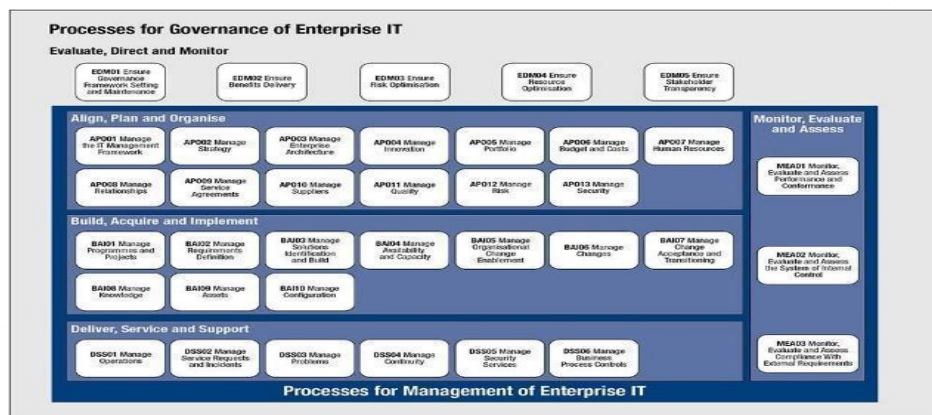 Processes for Governance of Enterprise IT
Evaluate, Direct and Monitor
EDM01 Ensure
Governance
Framework Setting
and Maintenance
EDM02 Ensure
Benefits Delivery
EDM03 Ensure
Risk Optimisation
EDM04 Ensure
Resource
Optimisation
EDM05 Ensure
Stakeholder
Transparency
Align, Plan and Organise
APO01 Manage
the IT Management
Framework
APO02 Manage
Strategy
APO03 Manage
Enterprise
Architecture
APO04 Manage
Innovation
APO05 Manage
Portfolio
APO06 Manage
Budget and Costs
APO07 Manage
Human Resources
APO08 Manage
Relationships
APO09 Manage
Service
Agreements
APO10 Manage
Suppliers
APO11 Manage
Quality
APO12 Manage
Risk
APO13 Manage
Security
Build, Acquire and Implement
BAI01 Manage
Programmes and
Projects
BAI02 Manage
Requirements
Definition
BAI03 Manage
Solutions
Identification
and Build
BAI04 Manage
Availability
and Capacity
BAI05 Manage
Organisational
Change
Enablement
BAI06 Manage
Changes
BAI07 Manage
Change
Acceptance and
Transitioning
BAI08 Manage
Knowledge
BAI09 Manage
Assets
BAI10 Manage
Configuration
Deliver, Service and Support
DSS01 Manage
Operations
DSS02 Manage
Service Requests
and Incidents
DSS03 Manage
Problems
DSS04 Manage
Continuity
DSS05 Manage
Security
Services
DSS06 Manage
Business
Process Controls
Monitor, Evaluate
and Assess
MEA01 Monitor,
Evaluate and Assess
Performance and
Conformance
MEA02 Monitor,
Evaluate and Assess
the System of Internal
Control
MEA03 Monitor,
Evaluate and Assess
Compliance With
External Requirements
Processes for Management of Enterprise IT